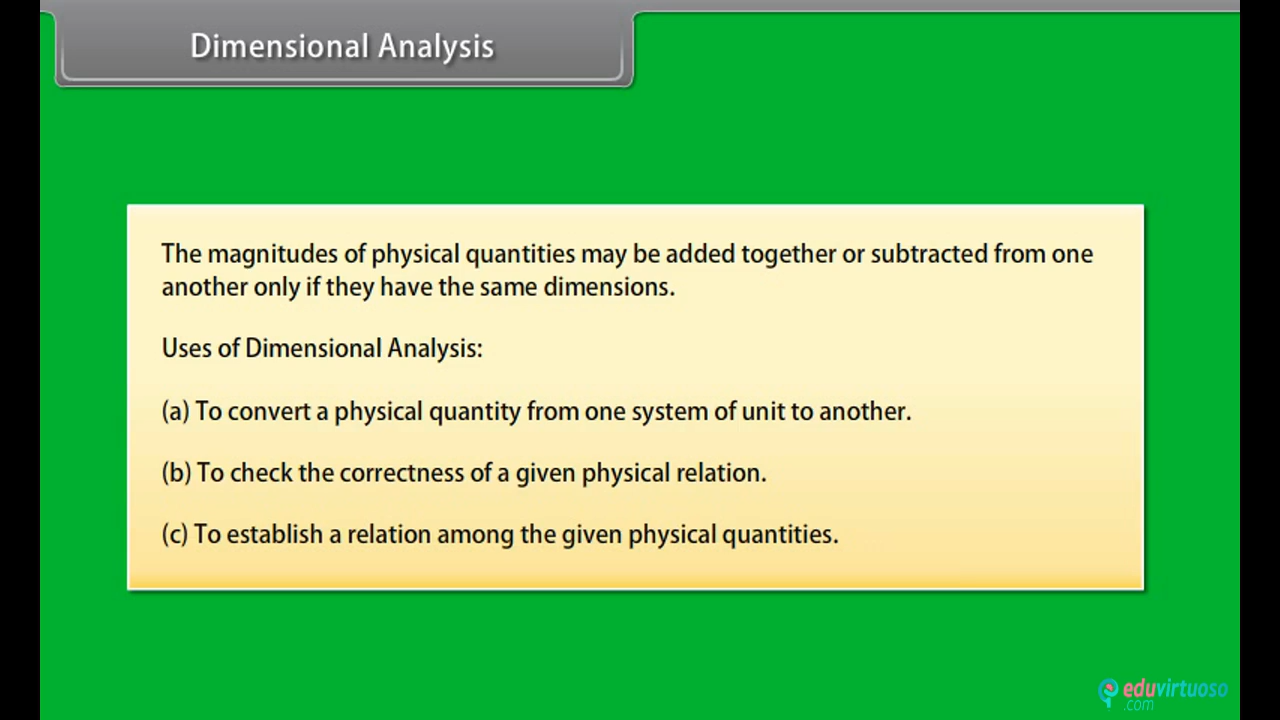 Dimensional Analysis
The magnitudes of physical quantities may be added together or subtracted from one
another only if they have the same dimensions.
Uses of Dimensional Analysis:
(a) To convert a physical quantity from one system of unit to another.
(b) To check the correctness of a given physical relation.
(c) To establish a relation among the given physical quantities.
eduvirtuoso
.com